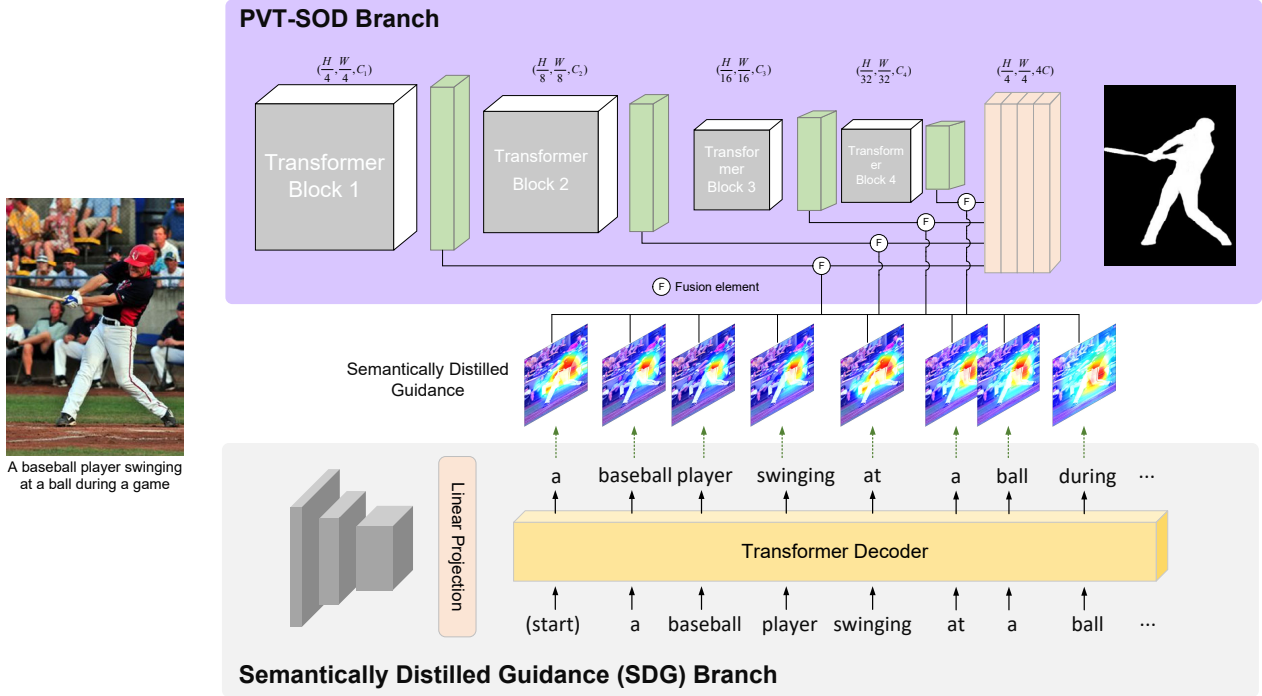 PVT-SOD Branch
(H/4, W/4, C₁)
(H/8, W/8, C₂)
(H/16, W/16, C₃)
(H/32, W/32, C₄)
(H/4, W/4, 4C)
Transformer
Block 1
Transformer
Block 2
Transfor
mer
Block 3
Transform
er
Block 4
F
F
F
F
F Fusion element
Semantically Distilled
Guidance
A baseball player swinging
at a ball during a game
a baseball player swinging at a ball during ...
Linear Projection
Transformer Decoder
(start) a baseball player swinging at a ball ...
Semantically Distilled Guidance (SDG) Branch